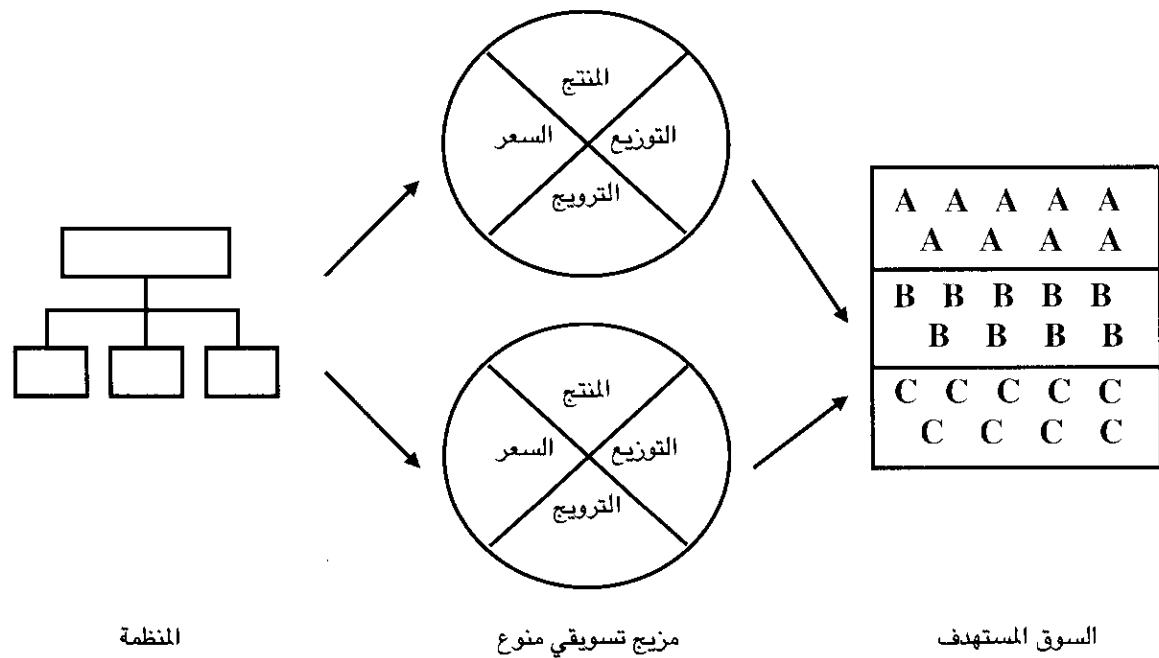 المنتج
التوزيع
السعر
الترويج
A A A A A
A A A A
B B B B B
B B B B
C C C C C
C C C C
المنتج
التوزيع
السعر
الترويج
السوق المستهدف
مزيج تسويقي منوع
المنظمة